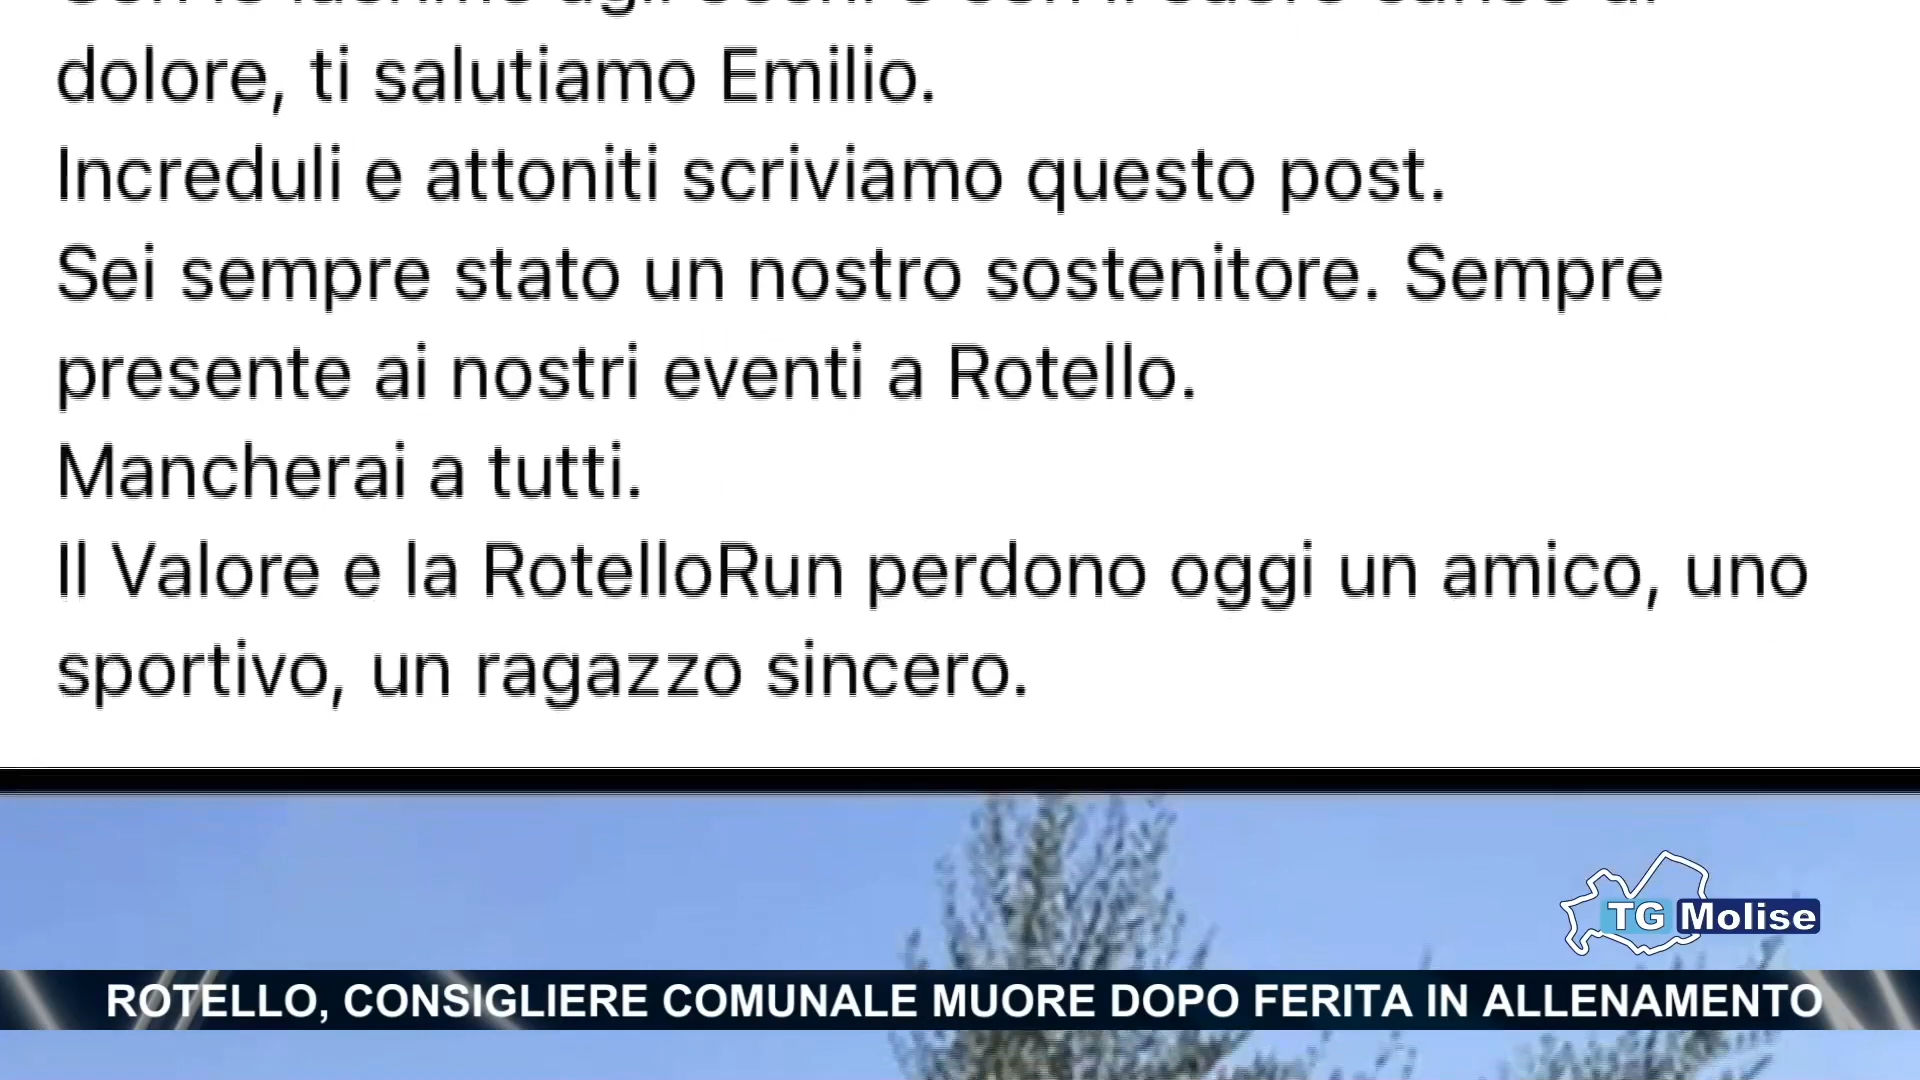 dolore, ti salutiamo Emilio.
Increduli e attoniti scriviamo questo post.
Sei sempre stato un nostro sostenitore. Sempre
presente ai nostri eventi a Rotello.
Mancherai a tutti.
Il Valore e la RotelloRun perdono oggi un amico, uno
sportivo, un ragazzo sincero.
TG Molise
ROTELLO, CONSIGLIERE COMUNALE MUORE DOPO FERITA IN ALLENAMENTO